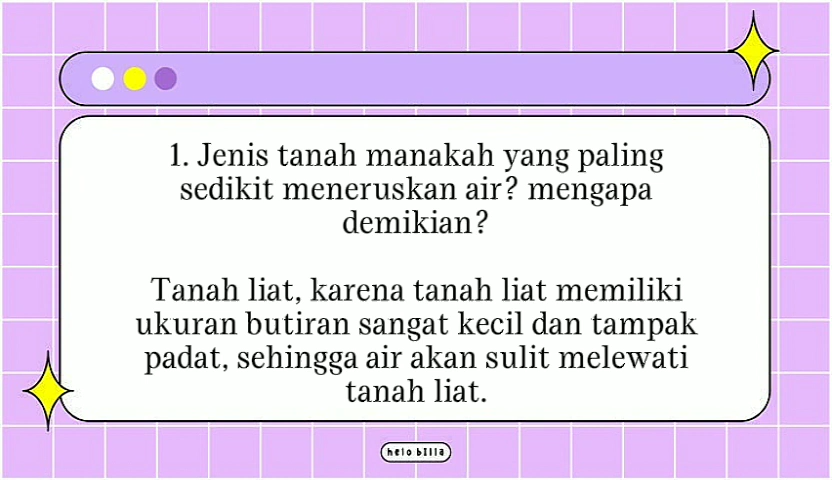 1. Jenis tanah manakah yang paling
sedikit meneruskan air? mengapa
demikian?
Tanah liat, karena tanah liat memiliki
ukuran butiran sangat kecil dan tampak
padat, sehingga air akan sulit melewati
tanah liat.
helo bIlla